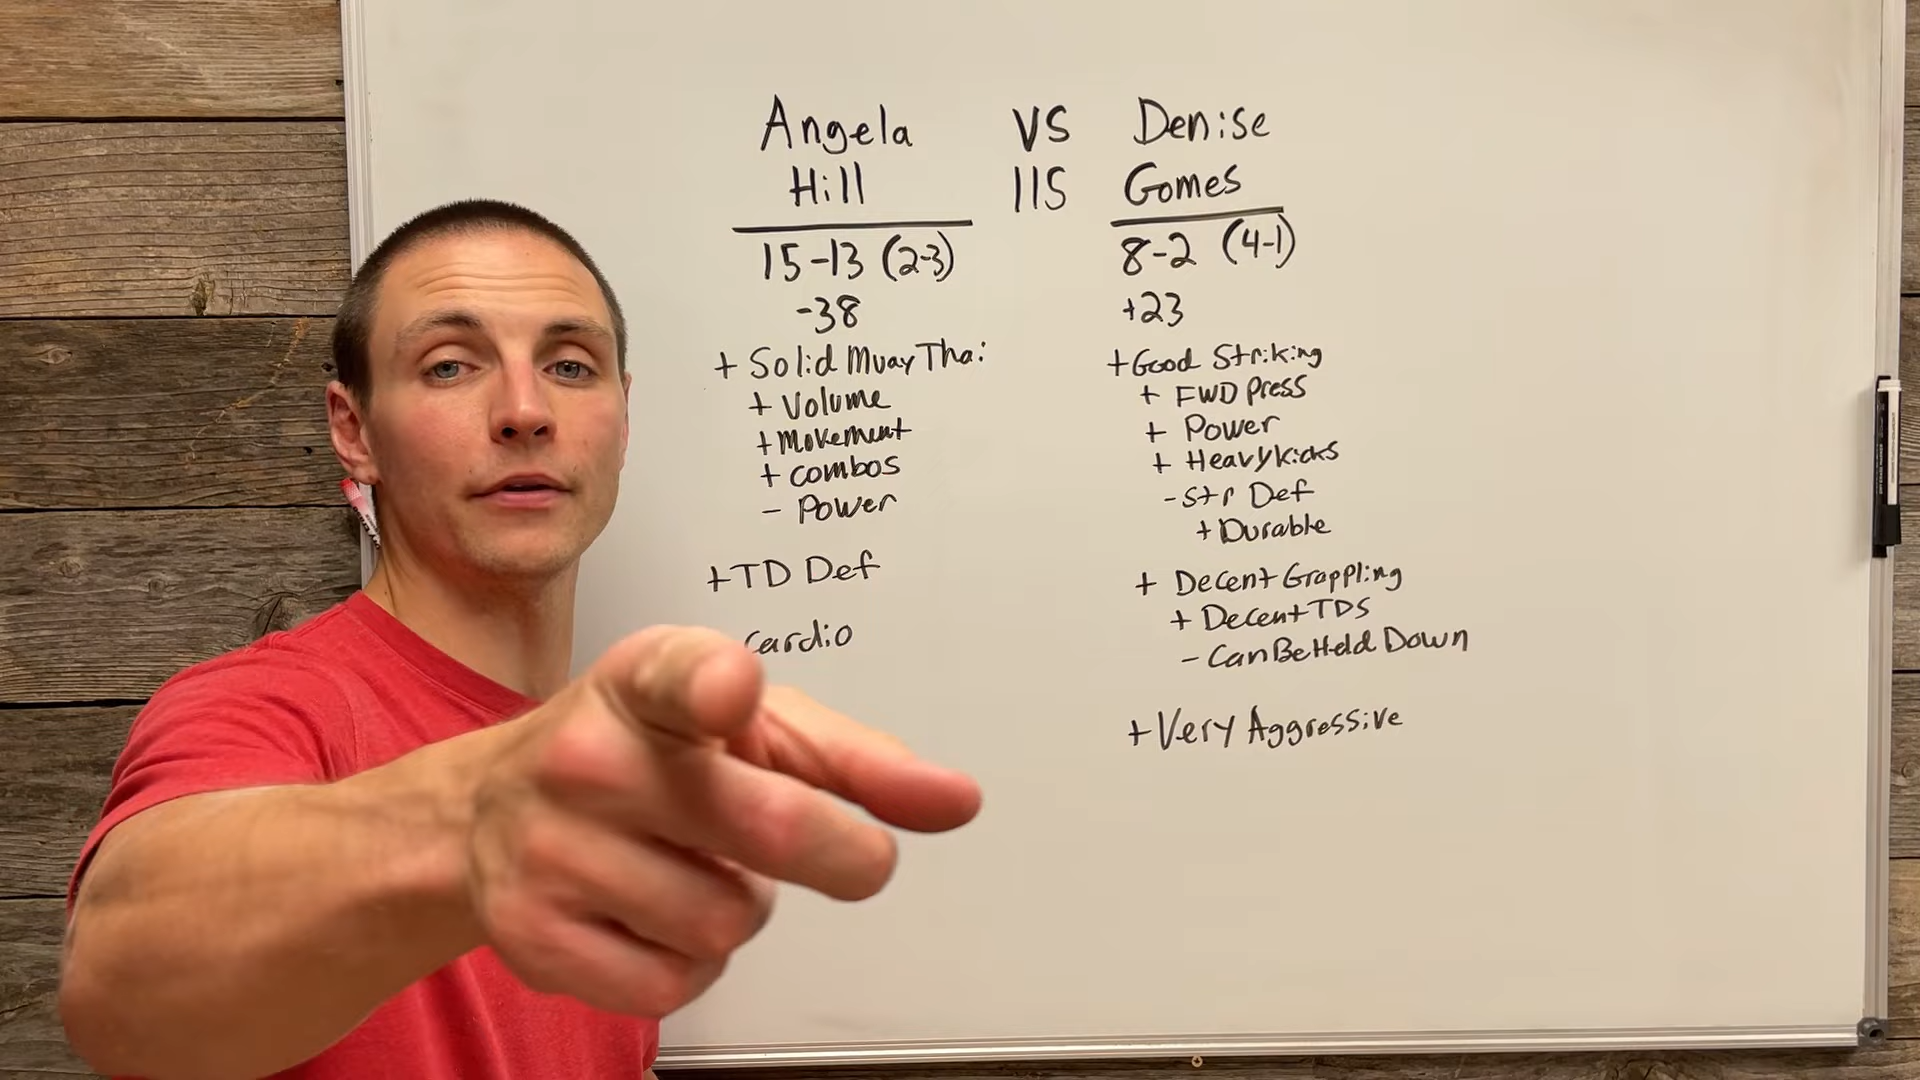 Angela VS Denise
Hill 115 Gomes
15-13 (2-3) 8-2 (4-1)
-38 +23
+ Solid Muay Thai
+ Volume
+ Movement
+ combos
- Power
+ TD Def
Cardio
+ Good Striking
+ FWD Press
+ Power
+ Heavy kicks
- Str Def
+ Durable
+ Decent Grappling
+ Decent TDS
- Can Be Held Down
+ Very Aggressive